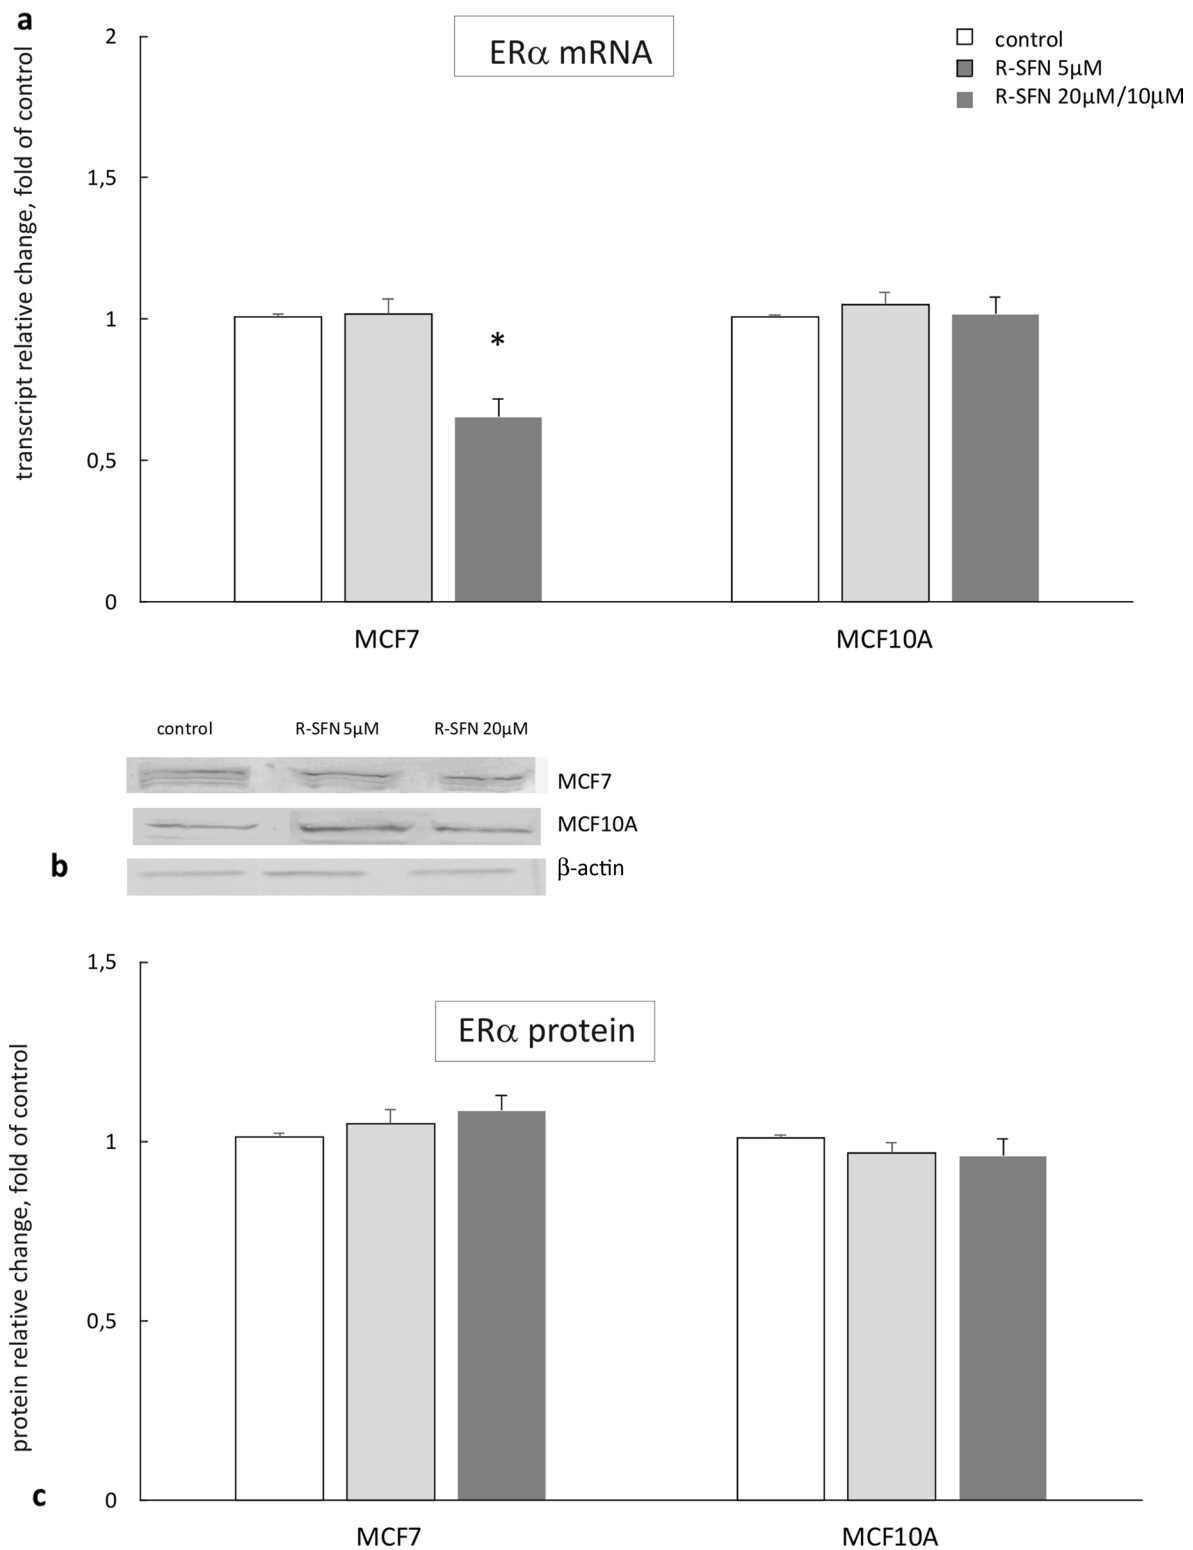 a
2
ERα mRNA
control
R-SFN 5μM
R-SFN 20μM/10μM
transcript relative change, fold of control
1,5
1
*
0,5
0
MCF7
MCF10A
control
R-SFN 5μM
R-SFN 20μM
MCF7
MCF10A
b
β-actin
1,5
ERα protein
protein relative change, fold of control
1
0,5
c
0
MCF7
MCF10A